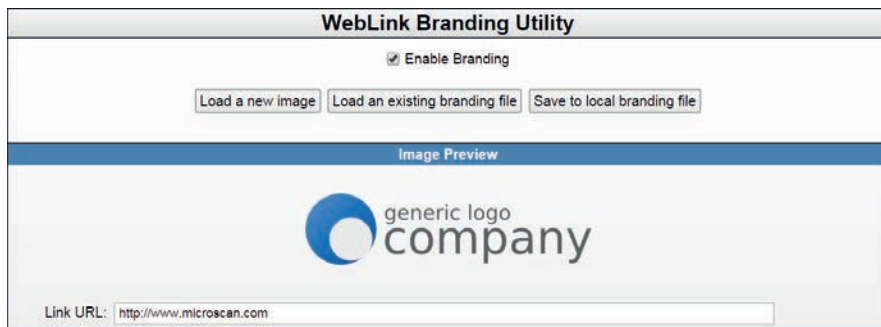 WebLink Branding Utility
Enable Branding
Load a new image Load an existing branding file Save to local branding file
Image Preview
generic logo
company
Link URL: http://www.microscan.com